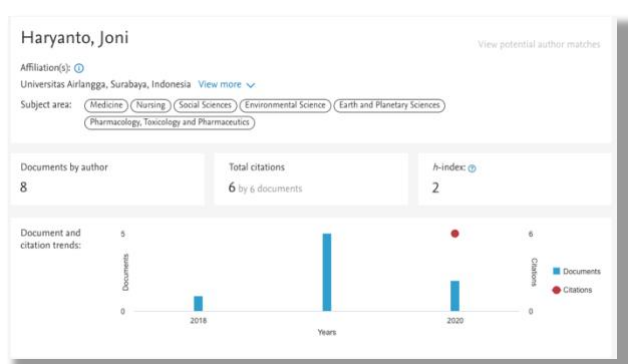 Haryanto, Joni
View potential author matches
Affiliation(s):
Universitas Airlangga, Surabaya, Indonesia View more
Subject area: Medicine Nursing Social Sciences Environmental Science Earth and Planetary Sciences
Pharmacology, Toxicology and Pharmaceutics
Documents by author
8
Total citations
6 by 6 documents
h-index:
2
Document and
citation trends:
5
0
Documents
6
0
Citations
2018
2020
Years
Documents
Citations